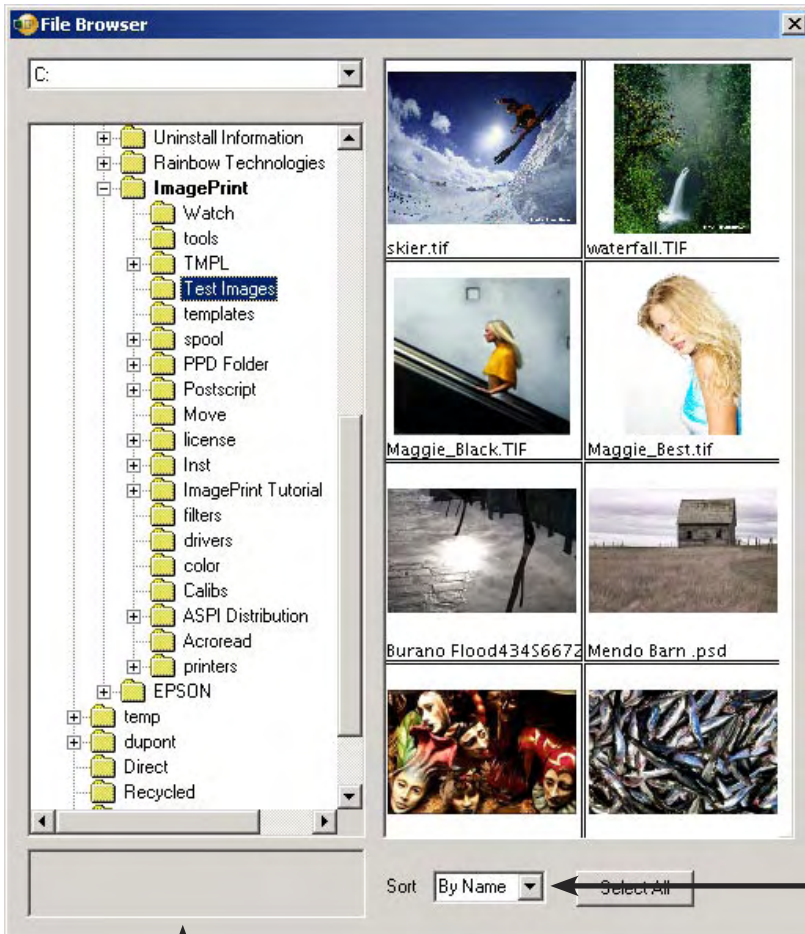 File Browser
C:
Uninstall Information
Rainbow Technologies
ImagePrint
Watch
tools
TMPL
Test Images
templates
spool
PPD Folder
Postscript
Move
license
Inst
ImagePrint Tutorial
filters
drivers
color
Calibs
ASPI Distribution
Acroread
printers
EPSON
temp
dupont
Direct
Recycled
skier.tif
waterfall.TIF
Maggie_Black.TIF
Maggie_Best.tif
Mendo Barn .psd
Burano
Sort By Name Select All